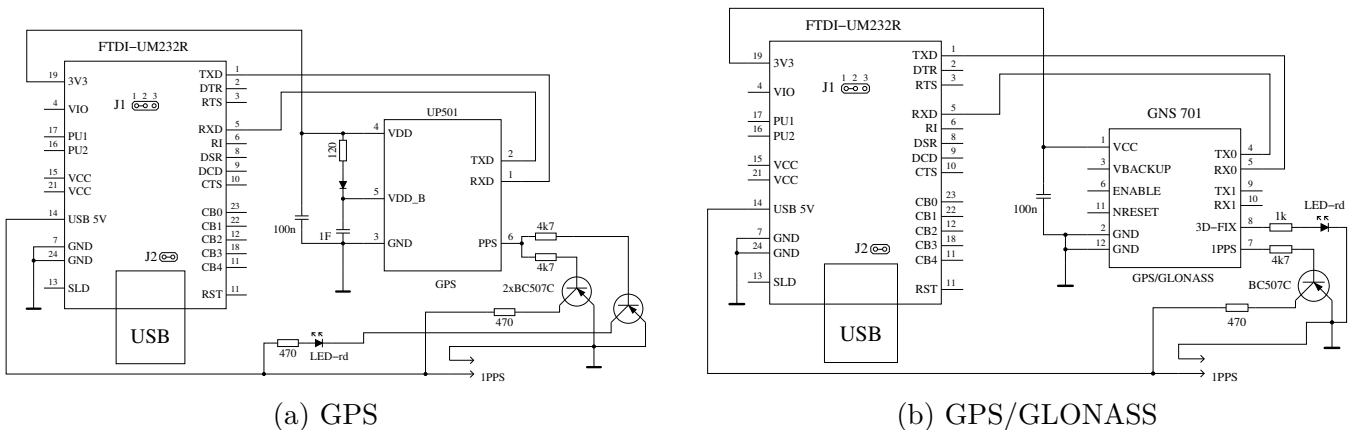 FTDI−UM232R
19 3V3
4 VIO
17 PU1
16 PU2
15 VCC
21 VCC
14 USB 5V
7 GND
24 GND
13 SLD
J1 1 2 3
J2
TXD 1
DTR 2
RTS 3
RXD 5
RI 6
DSR 8
DCD 9
CTS 10
CB0 23
CB1 22
CB2 12
CB3 18
CB4 11
RST 11
USB
UP501
4 VDD
5 VDD_B
3 GND
TXD 2
RXD 1
PPS 6
GPS
120
100n
1F
4k7
4k7
2xBC507C
470
470
LED−rd
1PPS
(a) GPS
FTDI−UM232R
19 3V3
4 VIO
17 PU1
16 PU2
15 VCC
21 VCC
14 USB 5V
7 GND
24 GND
13 SLD
J1 1 2 3
J2
TXD 1
DTR 2
RTS 3
RXD 5
RI 6
DSR 8
DCD 9
CTS 10
CB0 23
CB1 22
CB2 12
CB3 18
CB4 11
RST 11
USB
GNS 701
1 VCC
3 VBACKUP
6 ENABLE
11 NRESET
2 GND
12 GND
TX0 4
RX0 5
TX1 9
RX1 10
3D−FIX 8
1PPS 7
GPS/GLONASS
100n
1k
LED−rd
4k7
BC507C
470
1PPS
(b) GPS/GLONASS